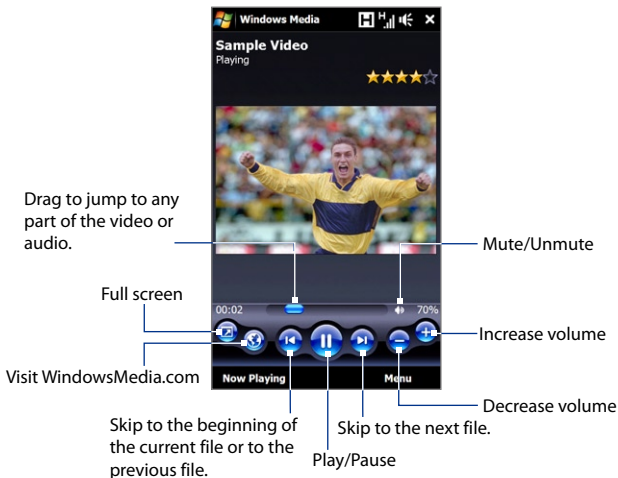 Windows Media
H
Sample Video
Playing
Drag to jump to any
part of the video or
audio.
Mute/Unmute
Full screen
00:02
70%
Increase volume
Visit WindowsMedia.com
Now Playing
Menu
Decrease volume
Skip to the beginning of
the current file or to the
previous file.
Skip to the next file.
Play/Pause